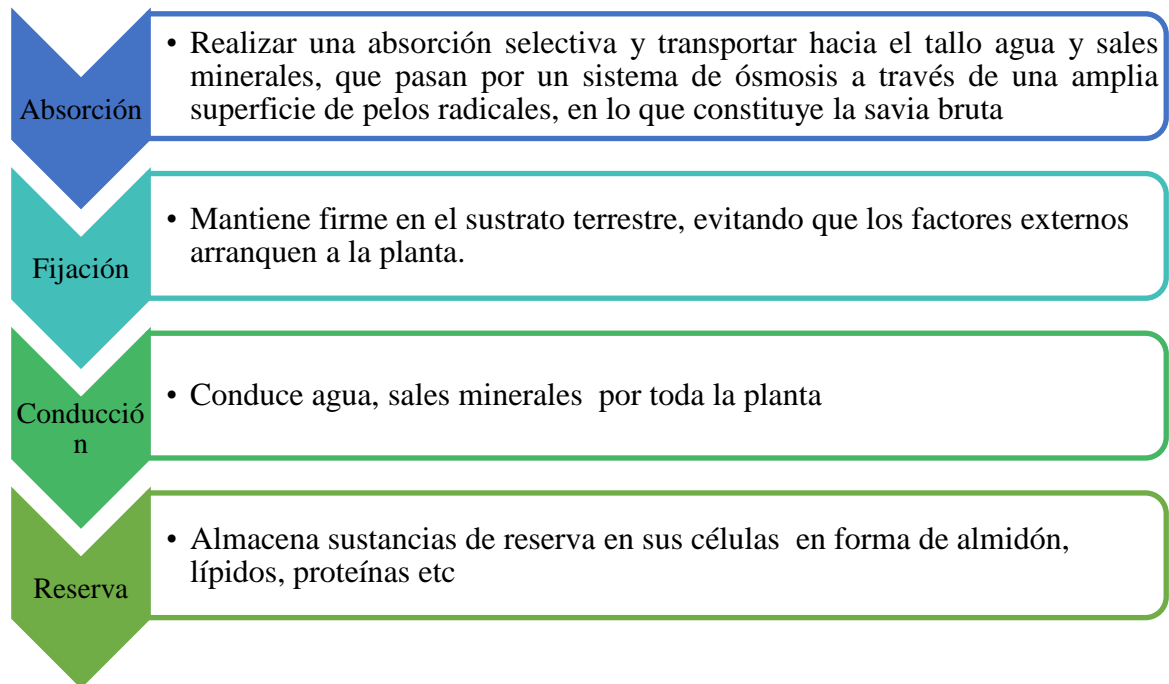 Absorción
• Realizar una absorción selectiva y transportar hacia el tallo agua y sales
minerales, que pasan por un sistema de ósmosis a través de una amplia
superficie de pelos radicales, en lo que constituye la savia bruta
Fijación
• Mantiene firme en el sustrato terrestre, evitando que los factores externos
arranquen a la planta.
Conducció
n
• Conduce agua, sales minerales  por toda la planta
Reserva
• Almacena sustancias de reserva en sus células  en forma de almidón,
lípidos, proteínas etc